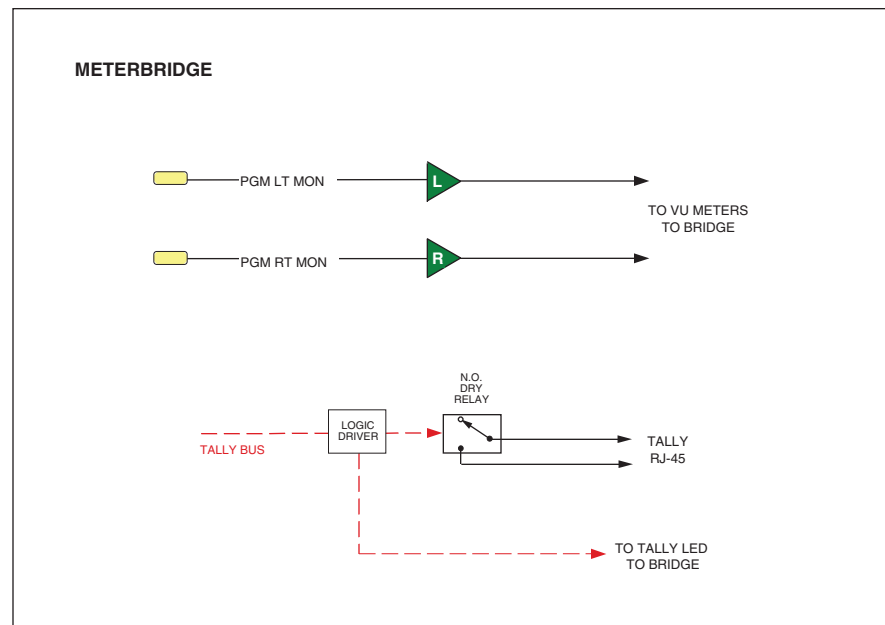 METERBRIDGE
PGM LT MON
L
TO VU METERS
TO BRIDGE
PGM RT MON
R
N.O.
DRY
RELAY
LOGIC
DRIVER
TALLY BUS
TALLY
RJ-45
TO TALLY LED
TO BRIDGE